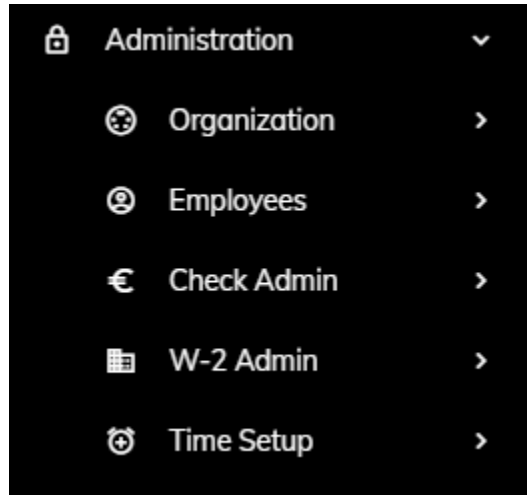 Administration
Organization
Employees
Check Admin
W-2 Admin
Time Setup